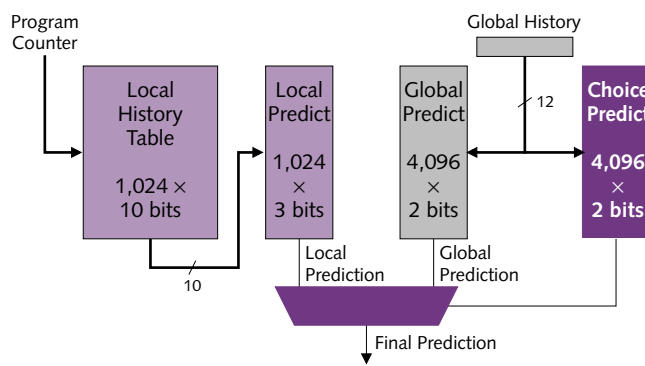 Program
Counter
Global History
Local
History
Table
1,024 ×
10 bits
Local
Predict
1,024
×
3 bits
Global
Predict
4,096
×
2 bits
12
Choice
Predict
4,096
×
2 bits
10
Local
Prediction
Global
Prediction
Final Prediction